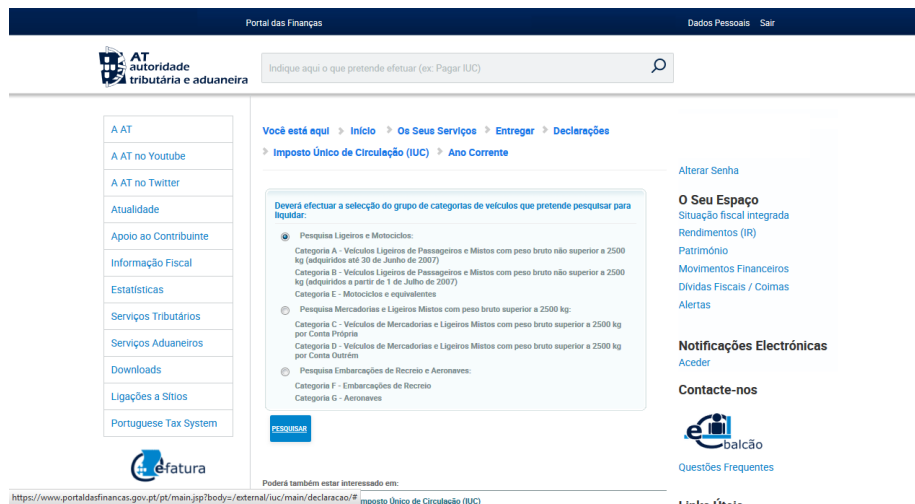 Portal das Finanças
Dados Pessoais Sair
AT
autoridade
tributária e aduaneira
Indique aqui o que pretende efetuar (ex: Pagar IUC)
A AT
A AT no Youtube
A AT no Twitter
Atualidade
Apoio ao Contribuinte
Informação Fiscal
Estatísticas
Serviços Tributários
Serviços Aduaneiros
Downloads
Ligações a Sítios
Portuguese Tax System
efatura
Você está aqui > Início > Os Seus Serviços > Entregar > Declarações
> Imposto Único de Circulação (IUC) > Ano Corrente
Deverá efectuar a selecção do grupo de categorias de veículos que pretende pesquisar para
liquidar:
Pesquisa Ligeiros e Motociclos:
Categoria A - Veículos Ligeiros de Passageiros e Mistos com peso bruto não superior a 2500
kg (adquiridos até 30 de Junho de 2007)
Categoria B - Veículos Ligeiros de Passageiros e Mistos com peso bruto não superior a 2500
kg (adquiridos a partir de 1 de Julho de 2007)
Categoria E - Motociclos e equivalentes
Pesquisa Mercadorias e Ligeiros Mistos com peso bruto superior a 2500 kg:
Categoria C - Veículos de Mercadorias e Ligeiros Mistos com peso bruto superior a 2500 kg
por Conta Própria
Categoria D - Veículos de Mercadorias e Ligeiros Mistos com peso bruto superior a 2500 kg
por Conta Outrém
Pesquisa Embarcações de Recreio e Aeronaves:
Categoria F - Embarcações de Recreio
Categoria G - Aeronaves
PESQUISAR
Poderá também estar interessado em:
mposto Único de Circulação (IUC)
Alterar Senha
O Seu Espaço
Situação fiscal integrada
Rendimentos (IR)
Património
Movimentos Financeiros
Dívidas Fiscais / Coimas
Alertas
Notificações Electrónicas
Aceder
Contacte-nos
e balcão
Questões Frequentes
Links Úteis
https://www.portaldasfinancas.gov.pt/pt/main.jsp?body=/external/iuc/main/declaracao/#